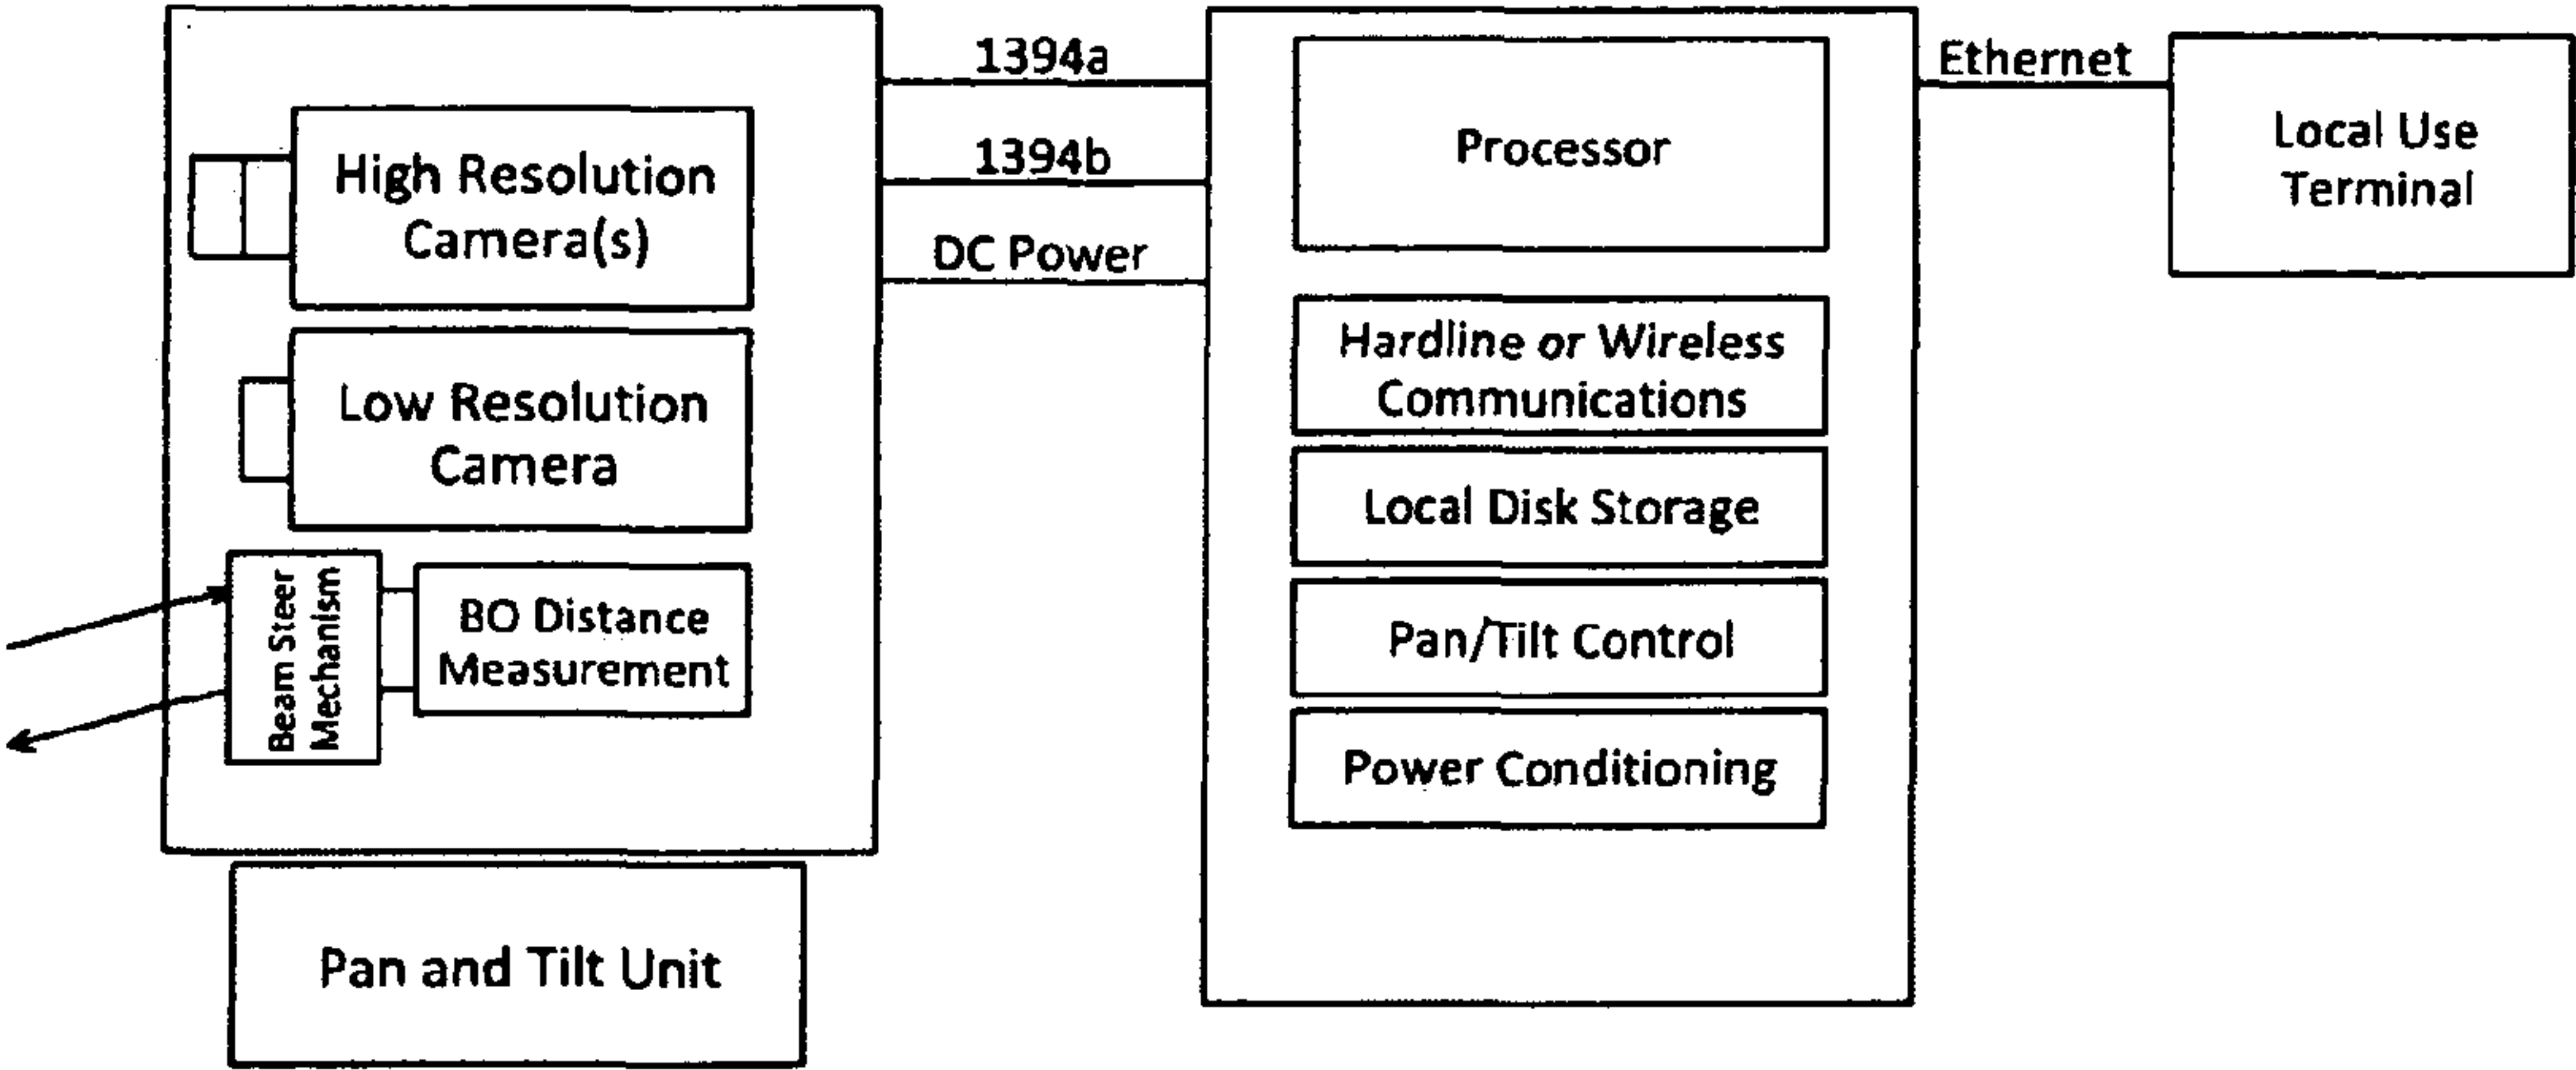 High Resolution
Camera(s)
Low Resolution
Camera
Beam Steer
Mechanism
BO Distance
Measurement
Pan and Tilt Unit
1394a
1394b
DC Power
Processor
Hardline or Wireless
Communications
Local Disk Storage
Pan/Tilt Control
Power Conditioning
Ethernet
Local Use
Terminal